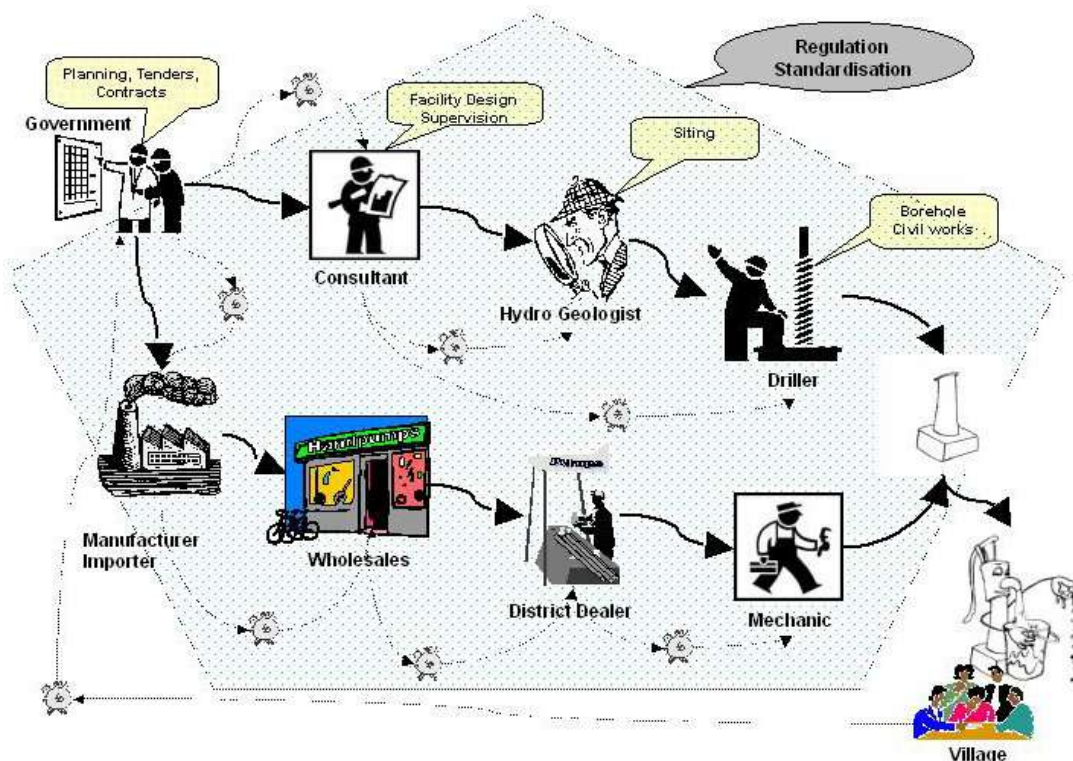 Regulation
Standardisation
Planning, Tenders,
Contracts
Government
Facility Design
Supervision
Siting
Borehole
Civil works
Consultant
Hydro Geologist
Driller
Handpumps
Manufacturer
Importer
Wholesales
Pumps
District Dealer
Mechanic
Village